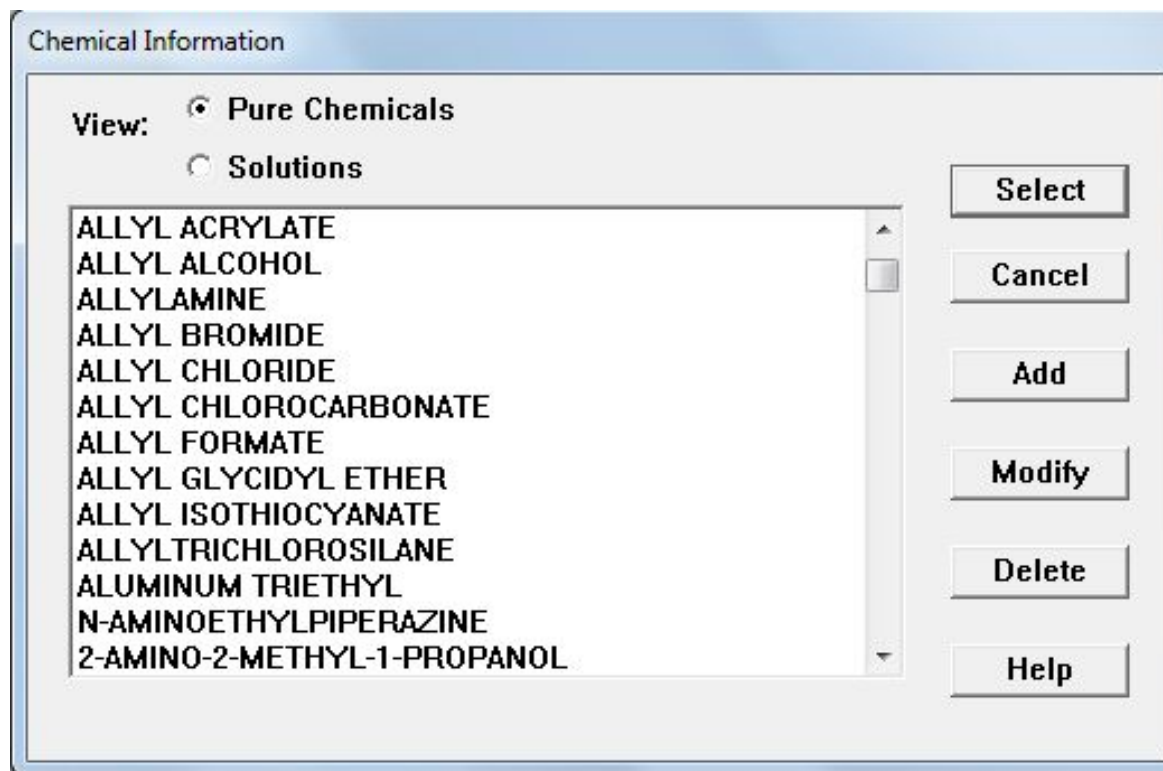 Chemical Information
View:
Pure Chemicals
Solutions
ALLYL ACRYLATE
ALLYL ALCOHOL
ALLYLAMINE
ALLYL BROMIDE
ALLYL CHLORIDE
ALLYL CHLOROCARBONATE
ALLYL FORMATE
ALLYL GLYCIDYL ETHER
ALLYL ISOTHIOCYANATE
ALLYLTRICHLOROSILANE
ALUMINUM TRIETHYL
N-AMINOETHYLPIPERAZINE
2-AMINO-2-METHYL-1-PROPANOL
Select
Cancel
Add
Modify
Delete
Help